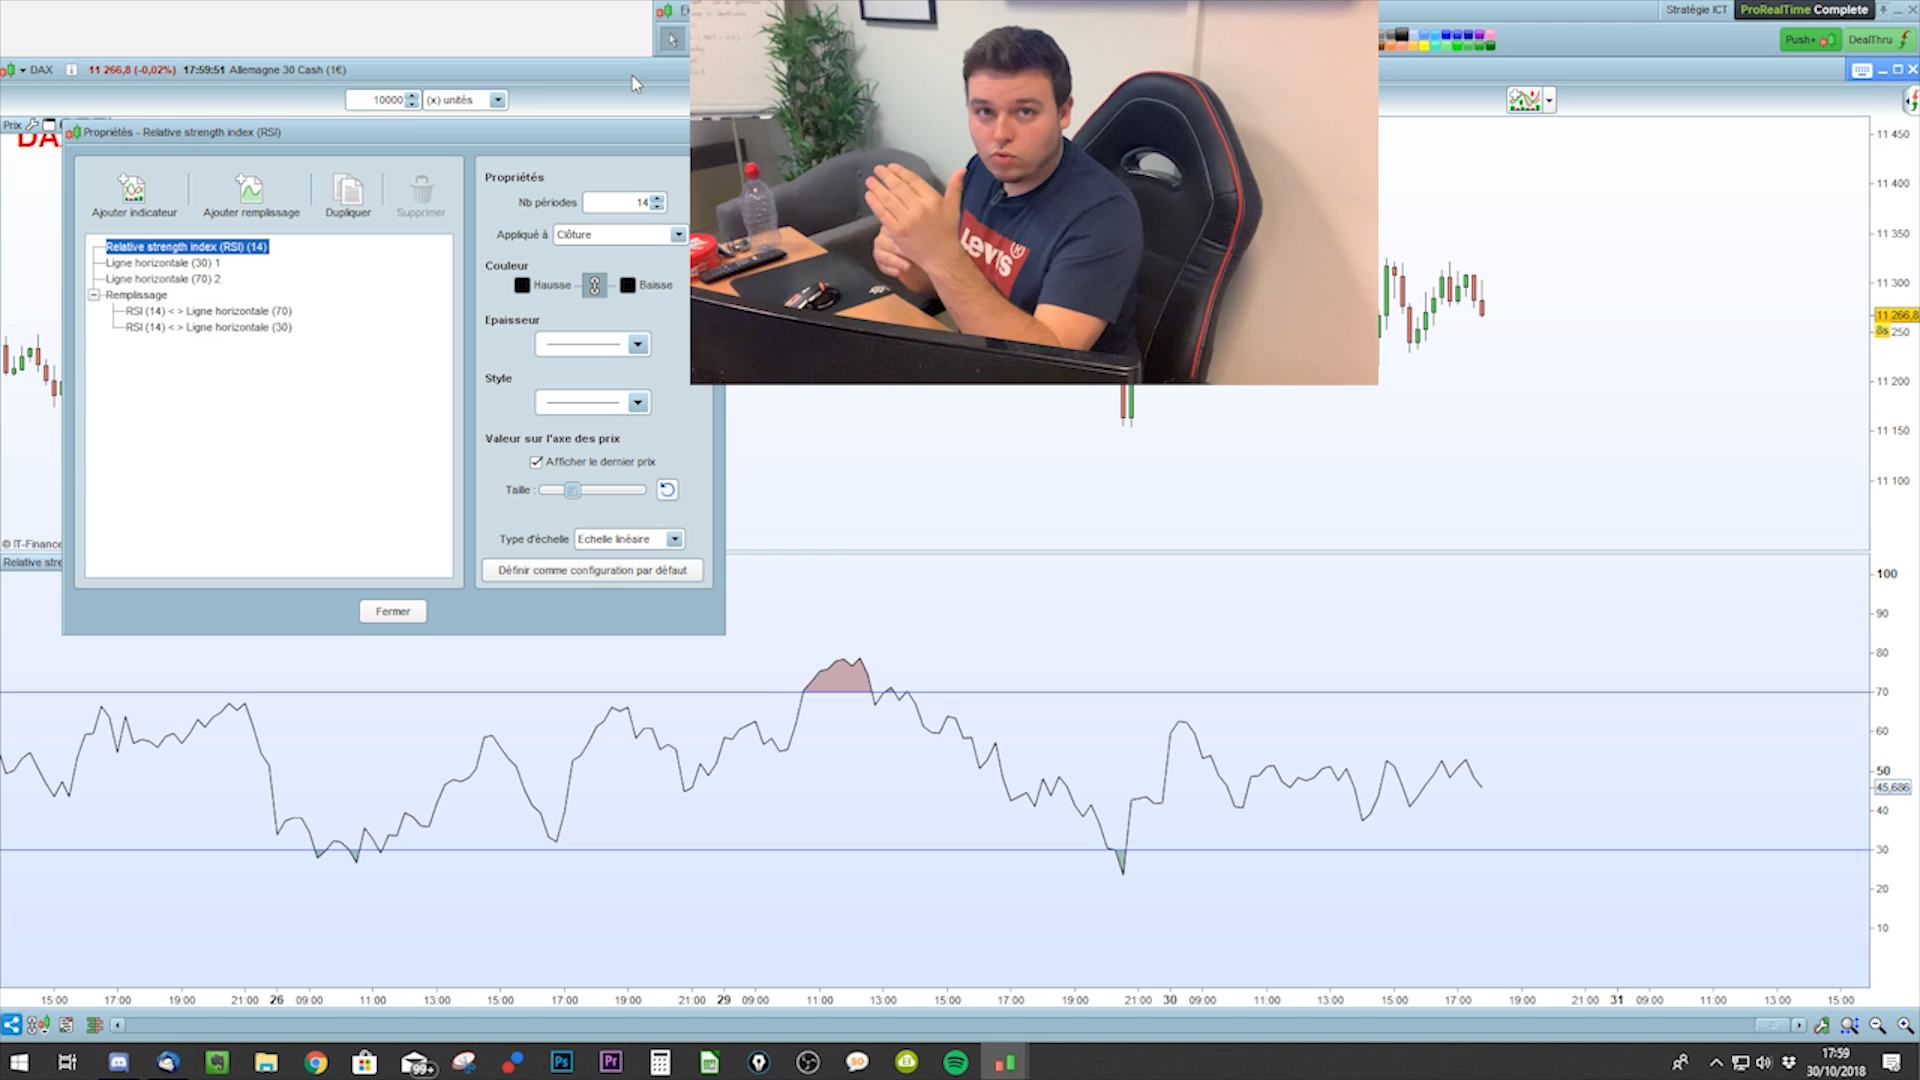 Stratégie ICT
ProRealTime Complete
DAX
11 266,8 (-0,02%)
17:59:51
Allemagne 30 Cash (1€)
Push+
DealThru
10000
(x) unités
Prix
Propriétés - Relative strength index (RSI)
Ajouter indicateur
Ajouter remplissage
Dupliquer
Supprimer
Relative strength index (RSI) (14)
Ligne horizontale (30) 1
Ligne horizontale (70) 2
Remplissage
RSI (14) < > Ligne horizontale (70)
RSI (14) < > Ligne horizontale (30)
Propriétés
Nb périodes
14
Appliqué à
Clôture
Couleur
Hausse
Baisse
Epaisseur
Style
Valeur sur l'axe des prix
Afficher le dernier prix
Taille :
Type d'échelle
Echelle linéaire
Définir comme configuration par défaut
Fermer
Levi's®
11 450
11 400
11 350
11 300
11 266,8
8s
250
11 200
11 150
11 100
© IT-Finance
Relative stre
100
90
80
70
60
50
45,686
40
30
20
10
15:00 17:00 19:00 21:00 26 09:00 11:00 13:00 15:00 17:00 19:00 21:00 29 09:00 11:00 13:00 15:00 17:00 19:00 21:00 30 09:00 11:00 13:00 15:00 17:00 19:00 21:00 31 09:00 11:00 13:00 15:00
99+
Ps
Pr
SO
17:59
30/10/2018